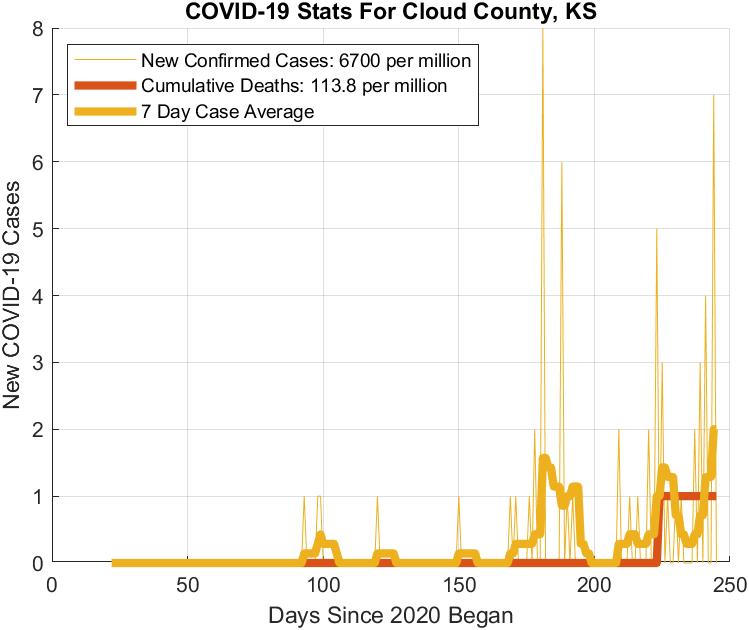 COVID-19 Stats For Cloud County, KS
New Confirmed Cases: 6700 per million
Cumulative Deaths: 113.8 per million
7 Day Case Average
8
7
6
5
4
3
2
1
0
New COVID-19 Cases
0 50 100 150 200 250
Days Since 2020 Began